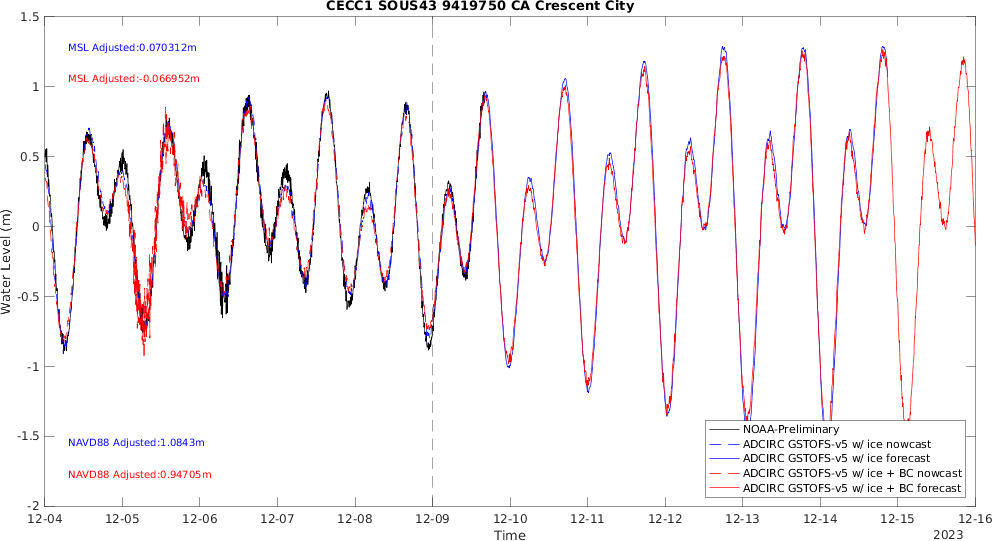 CECC1 SOUS43 9419750 CA Crescent City
1.5
1
0.5
0
-0.5
-1
-1.5
-2
Water Level (m)
MSL Adjusted:0.070312m
MSL Adjusted:-0.066952m
NAVD88 Adjusted:1.0843m
NAVD88 Adjusted:0.94705m
NOAA-Preliminary
ADCIRC GSTOFS-v5 w/ ice nowcast
ADCIRC GSTOFS-v5 w/ ice forecast
ADCIRC GSTOFS-v5 w/ ice + BC nowcast
ADCIRC GSTOFS-v5 w/ ice + BC forecast
12-04 12-05 12-06 12-07 12-08 12-09 12-10 12-11 12-12 12-13 12-14 12-15 12-16
Time
2023